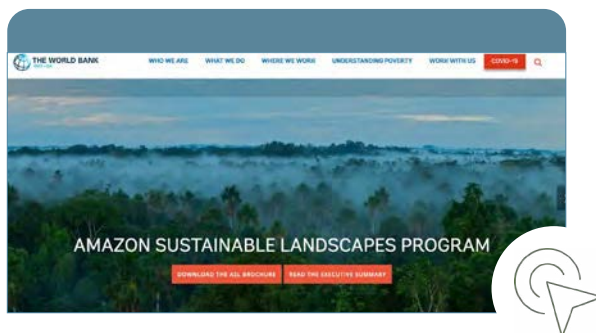 THE WORLD BANK
WHO WE ARE
WHAT WE DO
WHERE WE WORK
UNDERSTANDING POVERTY
WORK WITH US
COVID-19
AMAZON SUSTAINABLE LANDSCAPES PROGRAM
DOWNLOAD THE ASL BROCHURE
READ THE EXECUTIVE SUMMARY